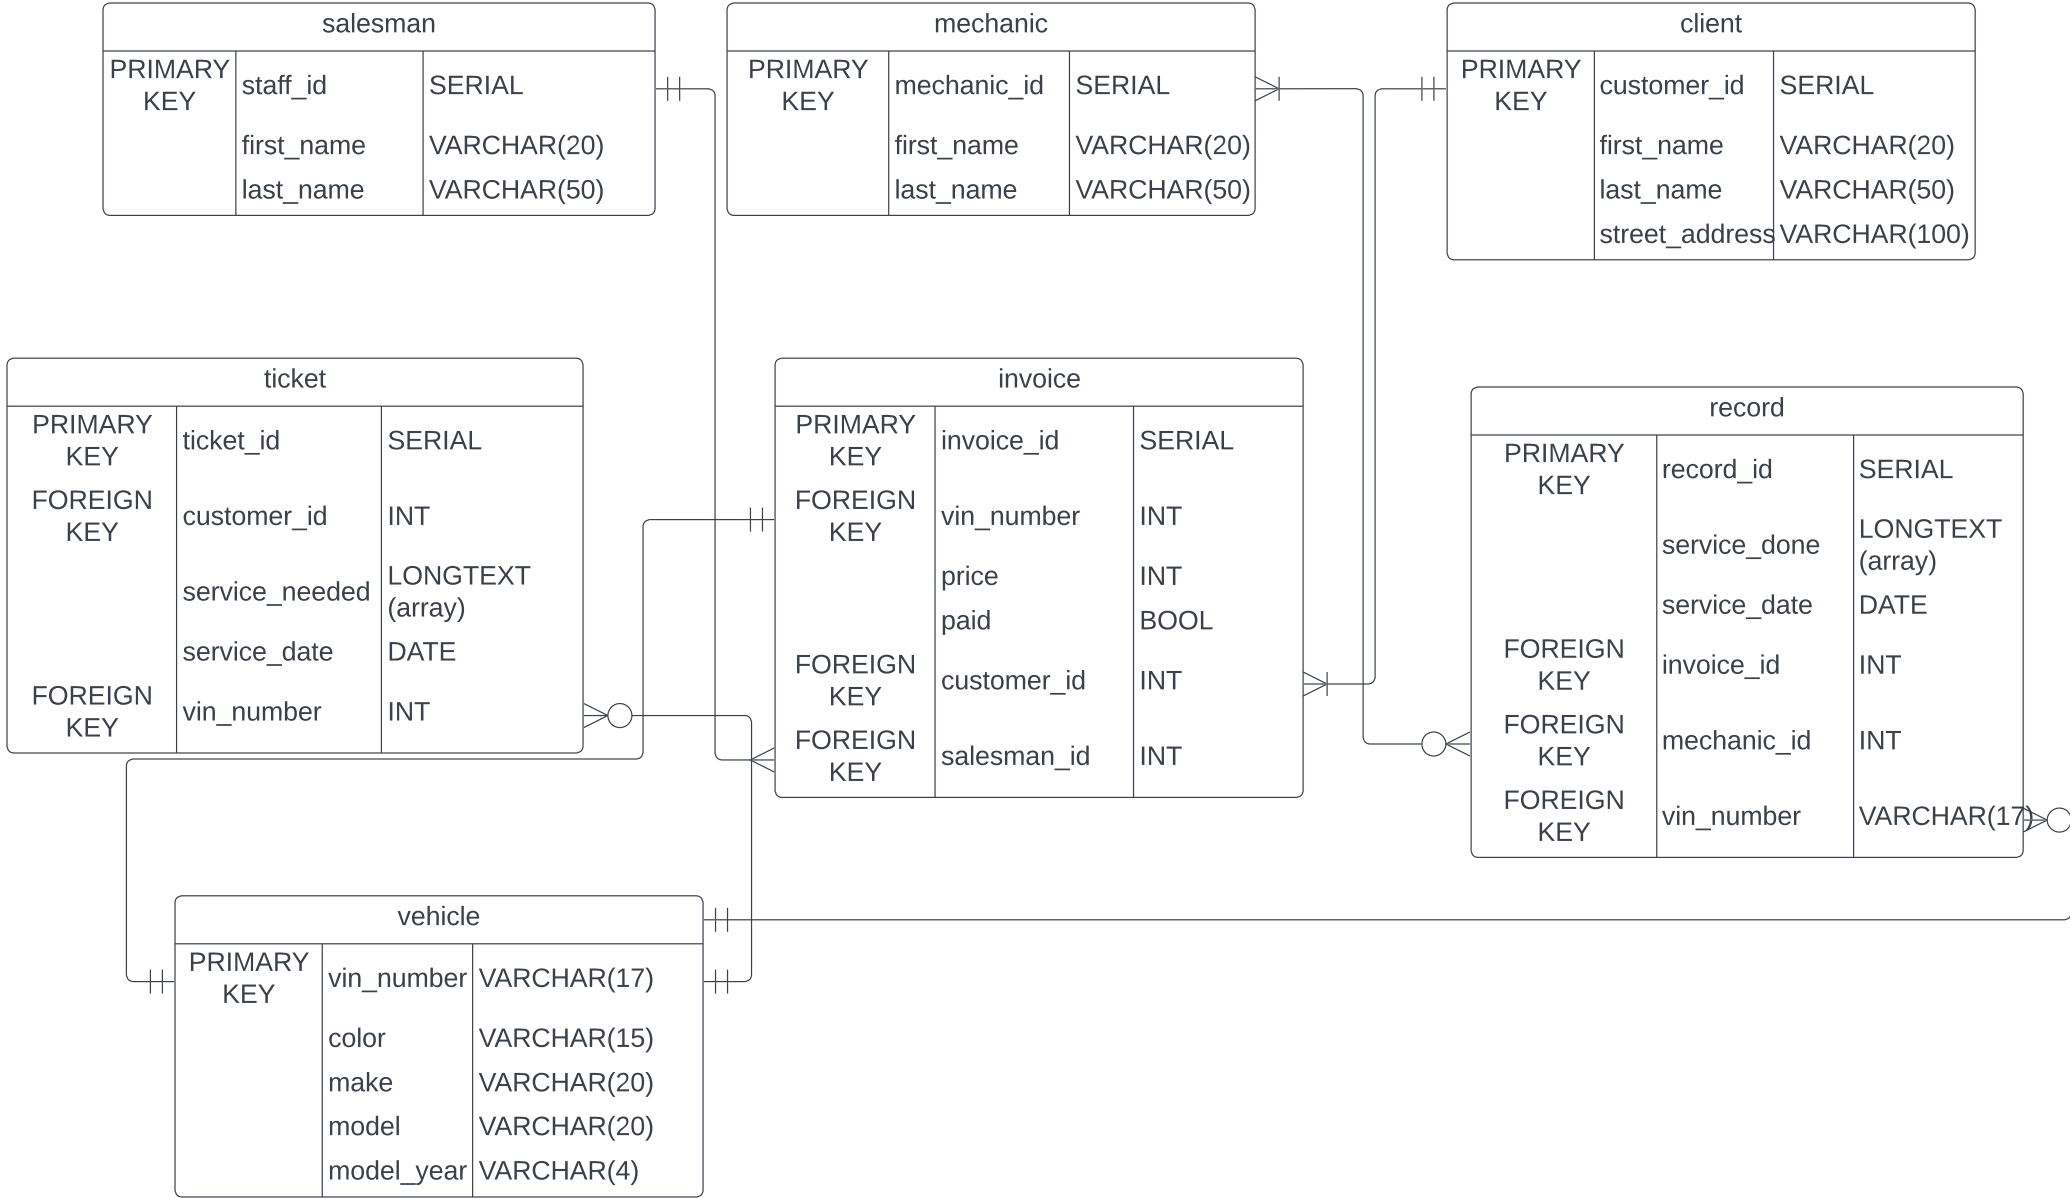 salesman
PRIMARY
KEY
staff_id
SERIAL
first_name
VARCHAR(20)
last_name
VARCHAR(50)
mechanic
PRIMARY
KEY
mechanic_id
SERIAL
first_name
VARCHAR(20)
last_name
VARCHAR(50)
client
PRIMARY
KEY
customer_id
SERIAL
first_name
VARCHAR(20)
last_name
VARCHAR(50)
street_address
VARCHAR(100)
ticket
PRIMARY
KEY
ticket_id
SERIAL
FOREIGN
KEY
customer_id
INT
service_needed
LONGTEXT
(array)
service_date
DATE
FOREIGN
KEY
vin_number
INT
invoice
PRIMARY
KEY
invoice_id
SERIAL
FOREIGN
KEY
vin_number
INT
price
INT
paid
BOOL
FOREIGN
KEY
customer_id
INT
FOREIGN
KEY
salesman_id
INT
record
PRIMARY
KEY
record_id
SERIAL
service_done
LONGTEXT
(array)
service_date
DATE
FOREIGN
KEY
invoice_id
INT
FOREIGN
KEY
mechanic_id
INT
FOREIGN
KEY
vin_number
VARCHAR(17)
vehicle
PRIMARY
KEY
vin_number
VARCHAR(17)
color
VARCHAR(15)
make
VARCHAR(20)
model
VARCHAR(20)
model_year
VARCHAR(4)